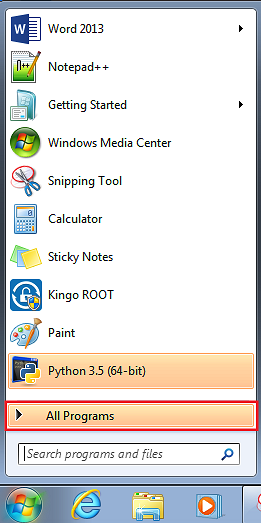 Word 2013
Notepad++
Getting Started
Windows Media Center
Snipping Tool
Calculator
Sticky Notes
Kingo ROOT
Paint
Python 3.5 (64-bit)
All Programs
Search programs and files